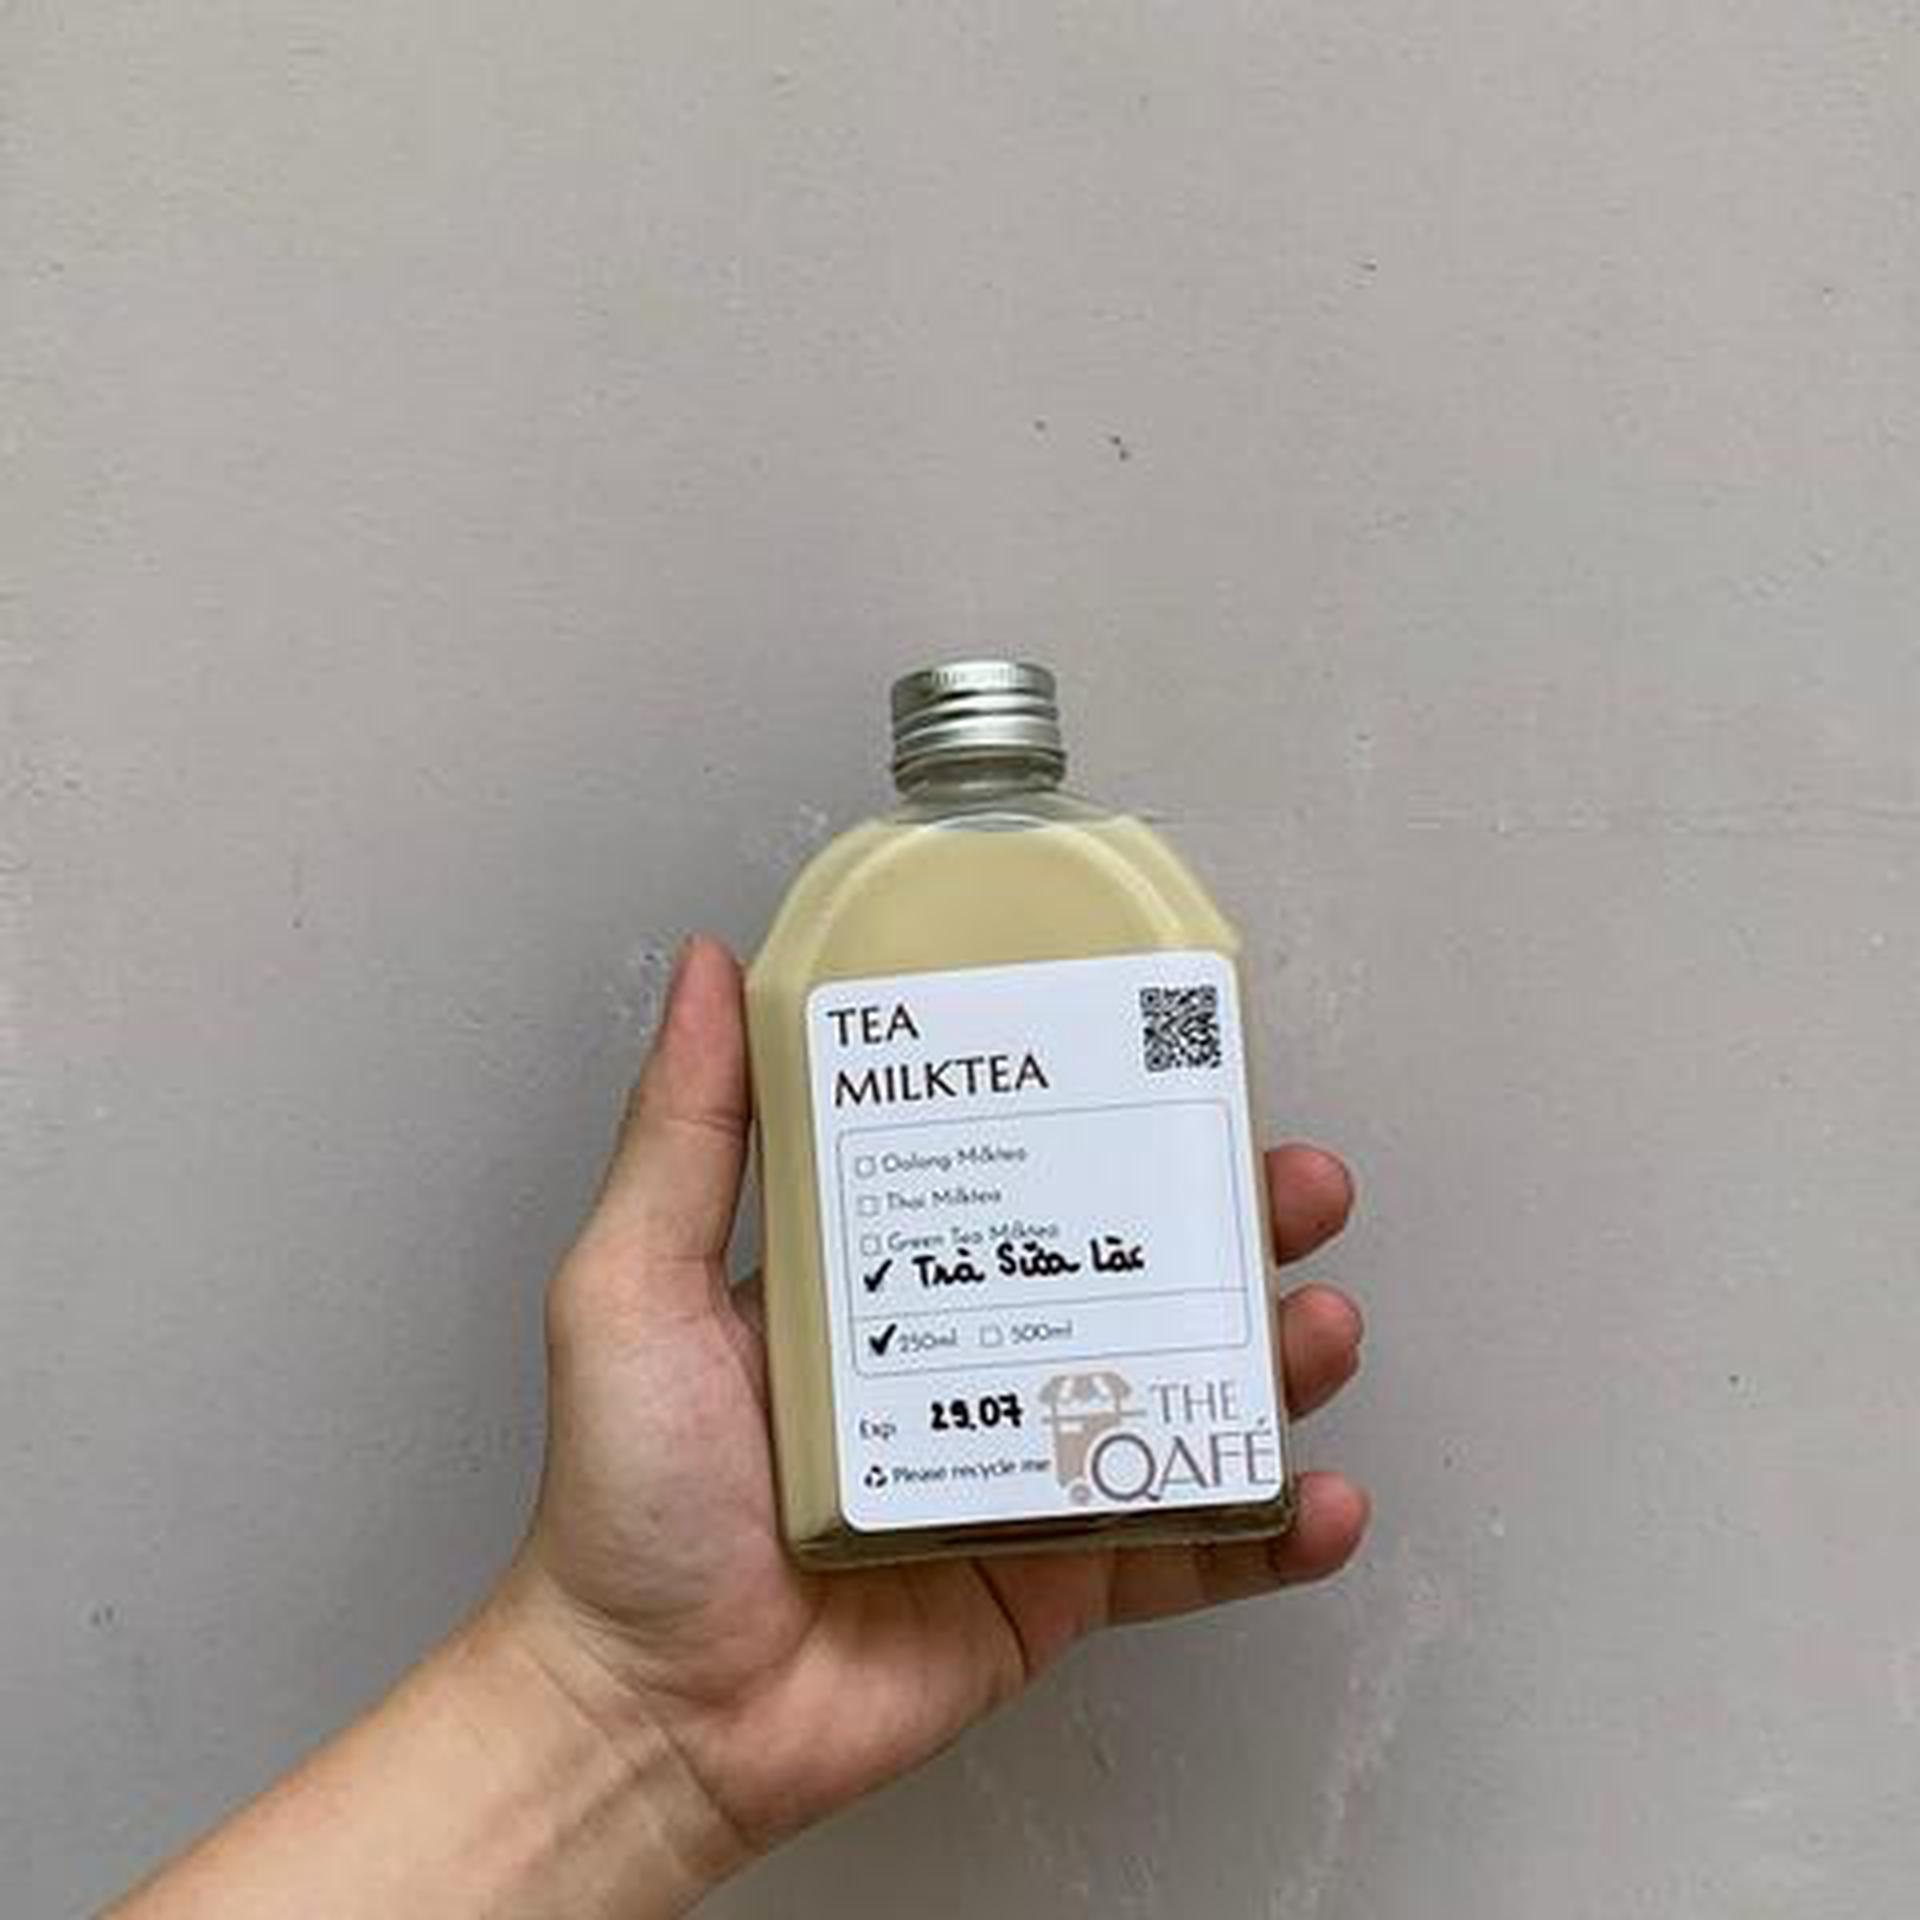 TEA
MILKTEA
Oolong Milktea
Thai Milktea
Green Tea Milktea
✓ Trà Sữa Lắc
✓ 250ml 500ml
Exp 29.07
Please recycle me
THE
QAFÉ